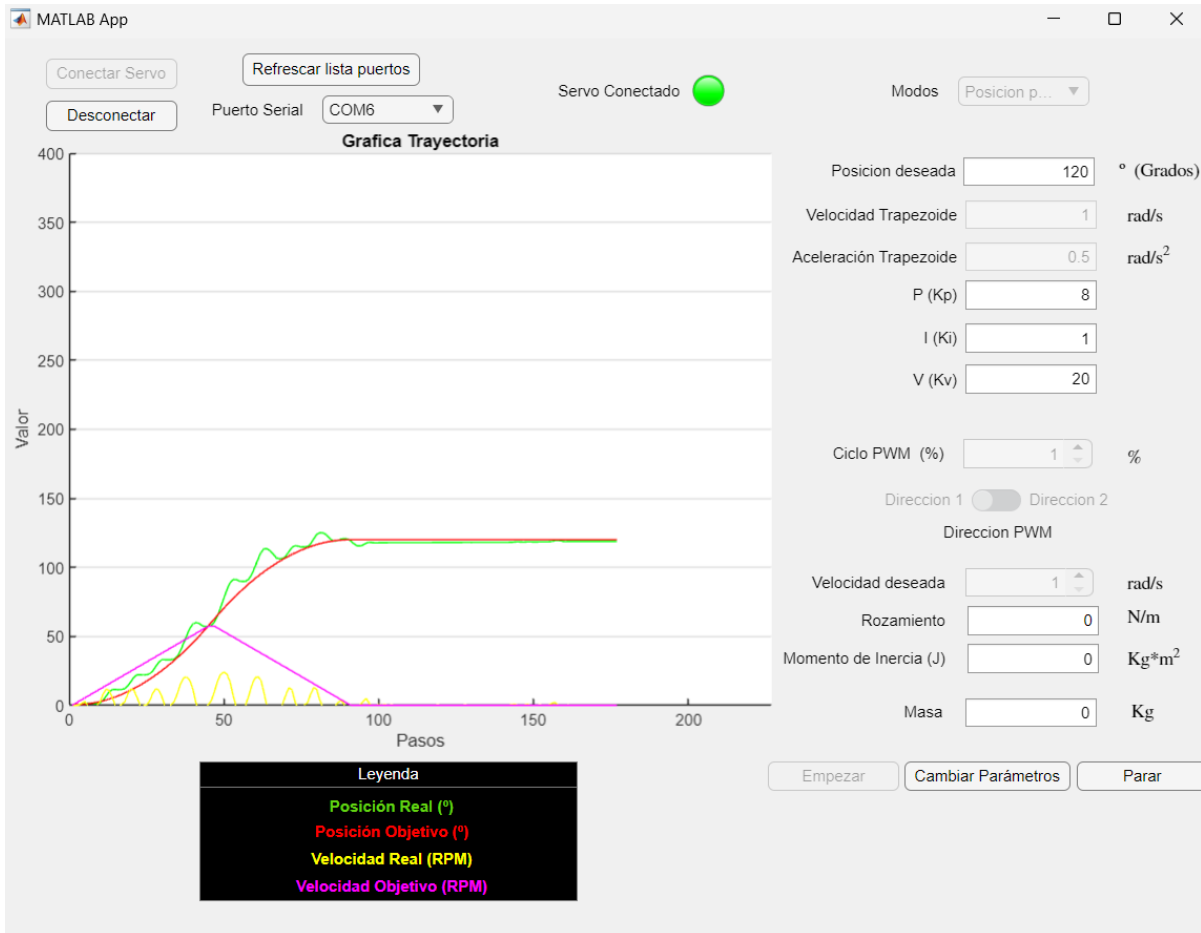 MATLAB App
Conectar Servo
Refrescar lista puertos
Servo Conectado
Modos
Posicion p...
Desconectar
Puerto Serial
COM6
Grafica Trayectoria
400
350
300
250
200
150
100
50
0
Valor
0
50
100
150
200
Pasos
Posicion deseada
120
º (Grados)
Velocidad Trapezoide
1
rad/s
Aceleración Trapezoide
0.5
rad/s²
P (Kp)
8
I (Ki)
1
V (Kv)
20
Ciclo PWM (%)
1
%
Direccion 1
Direccion 2
Direccion PWM
Velocidad deseada
1
rad/s
Rozamiento
0
N/m
Momento de Inercia (J)
0
Kg*m²
Masa
0
Kg
Empezar
Cambiar Parámetros
Parar
Leyenda
Posición Real (º)
Posición Objetivo (º)
Velocidad Real (RPM)
Velocidad Objetivo (RPM)